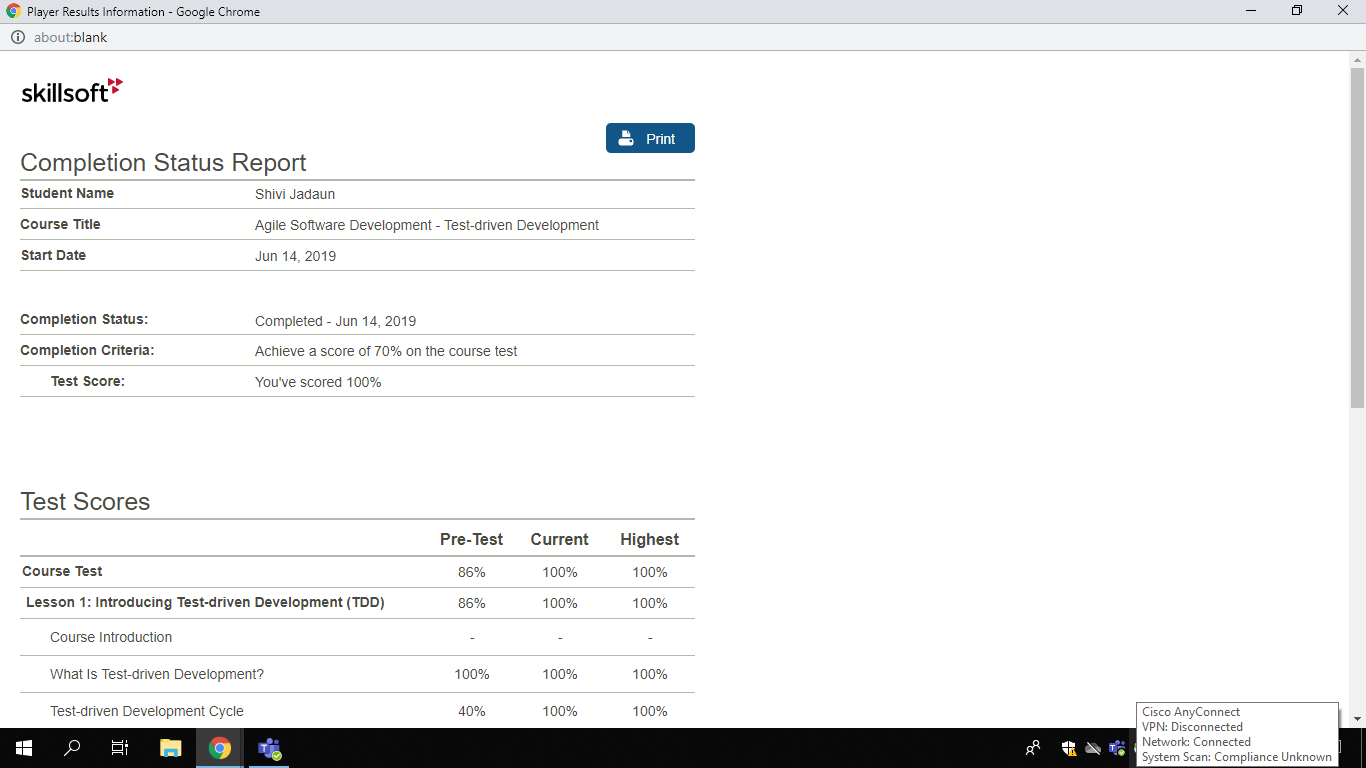 Player Results Information - Google Chrome
about:blank
skillsoft
Print
Completion Status Report
Student Name Shivi Jadaun
Course Title Agile Software Development - Test-driven Development
Start Date Jun 14, 2019
Completion Status: Completed - Jun 14, 2019
Completion Criteria: Achieve a score of 70% on the course test
Test Score: You've scored 100%
Test Scores
Pre-Test Current Highest
Course Test 86% 100% 100%
Lesson 1: Introducing Test-driven Development (TDD) 86% 100% 100%
Course Introduction - - -
What Is Test-driven Development? 100% 100% 100%
Test-driven Development Cycle 40% 100% 100%
Cisco AnyConnect
VPN: Disconnected
Network: Connected
System Scan: Compliance Unknown